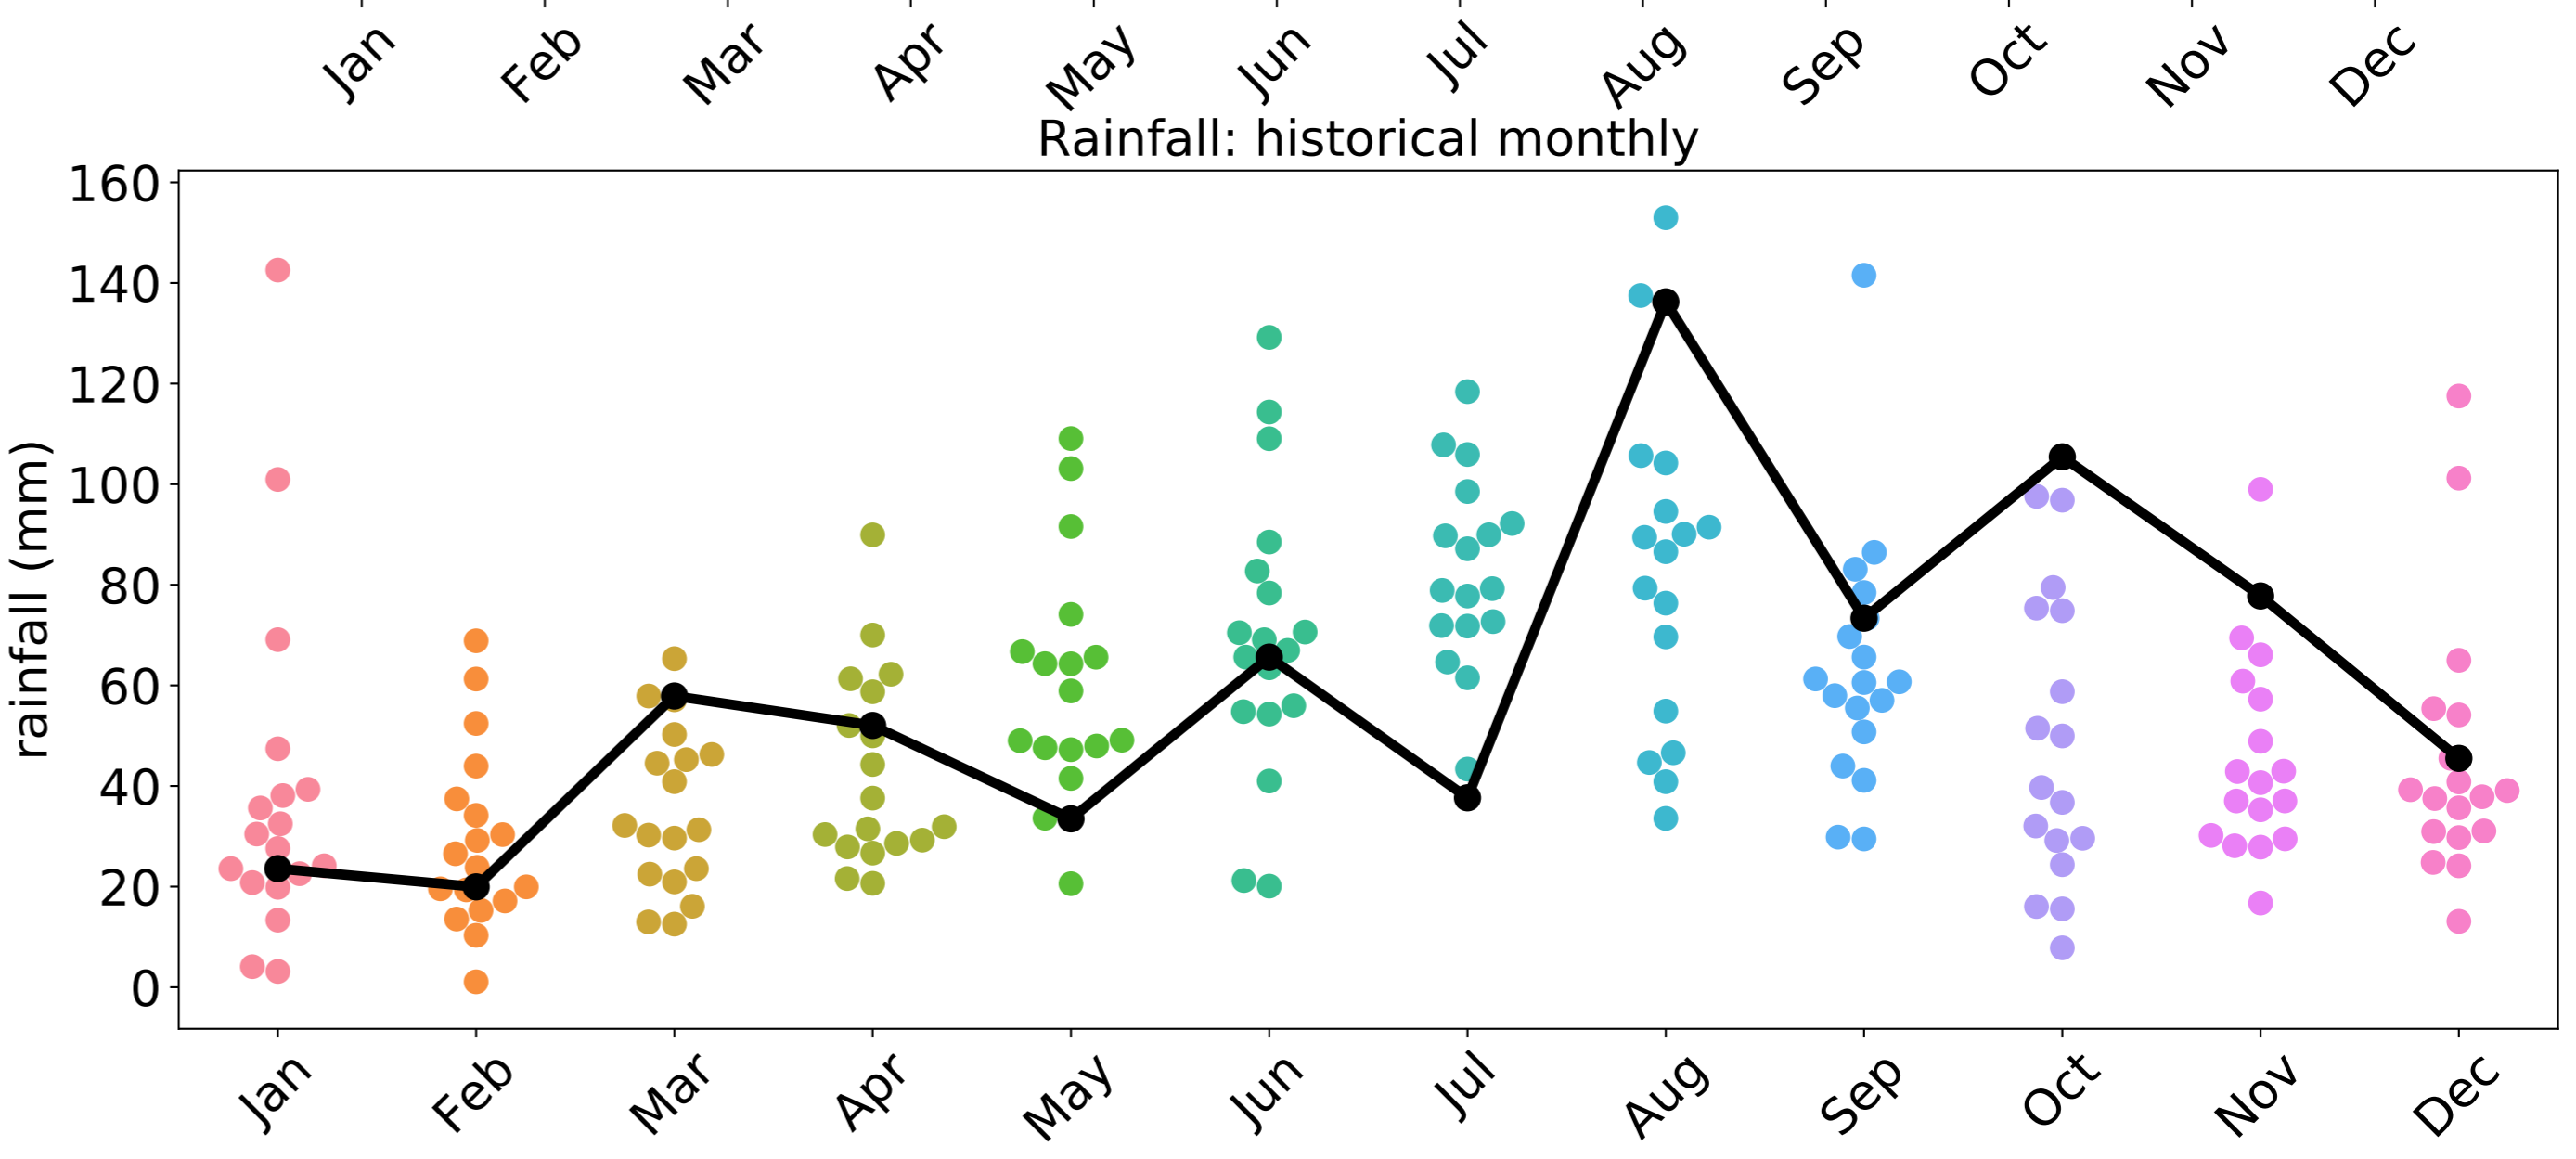 Jan Feb Mar Apr May Jun Jul Aug Sep Oct Nov Dec
Rainfall: historical monthly
160
140
120
100
80
60
40
20
0
rainfall (mm)
Jan Feb Mar Apr May Jun Jul Aug Sep Oct Nov Dec